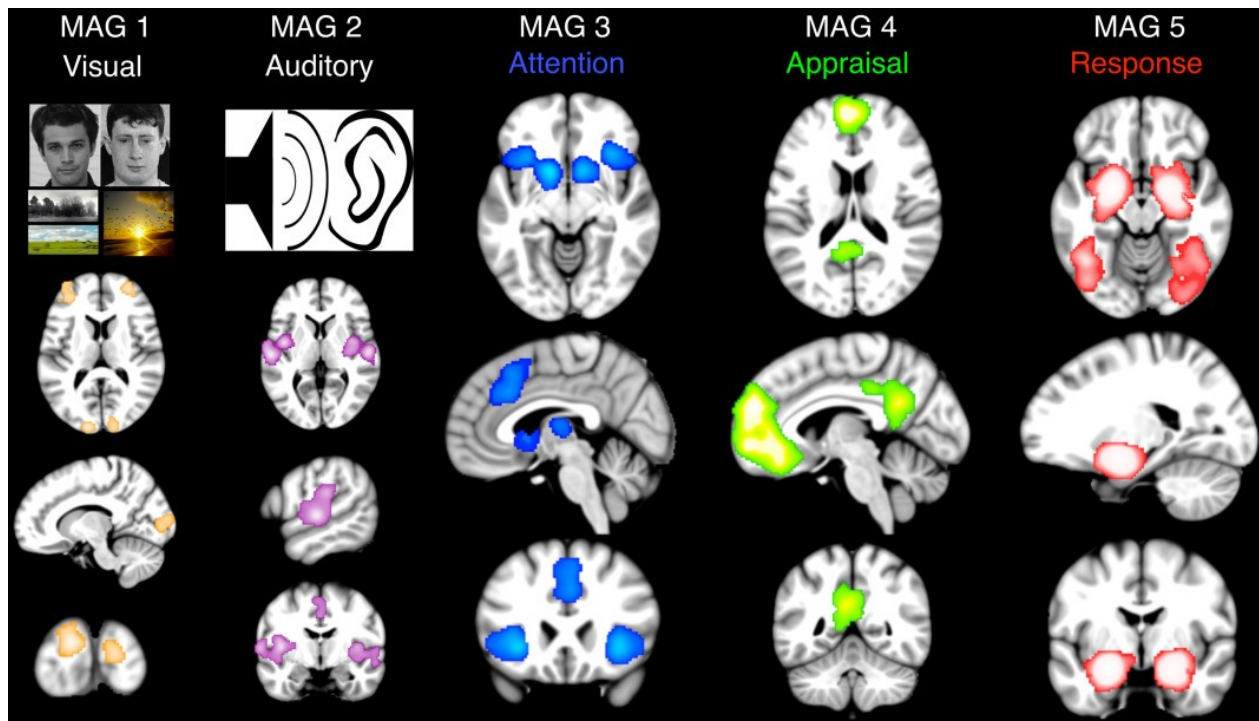 MAG 1
Visual
MAG 2
Auditory
MAG 3
Attention
MAG 4
Appraisal
MAG 5
Response